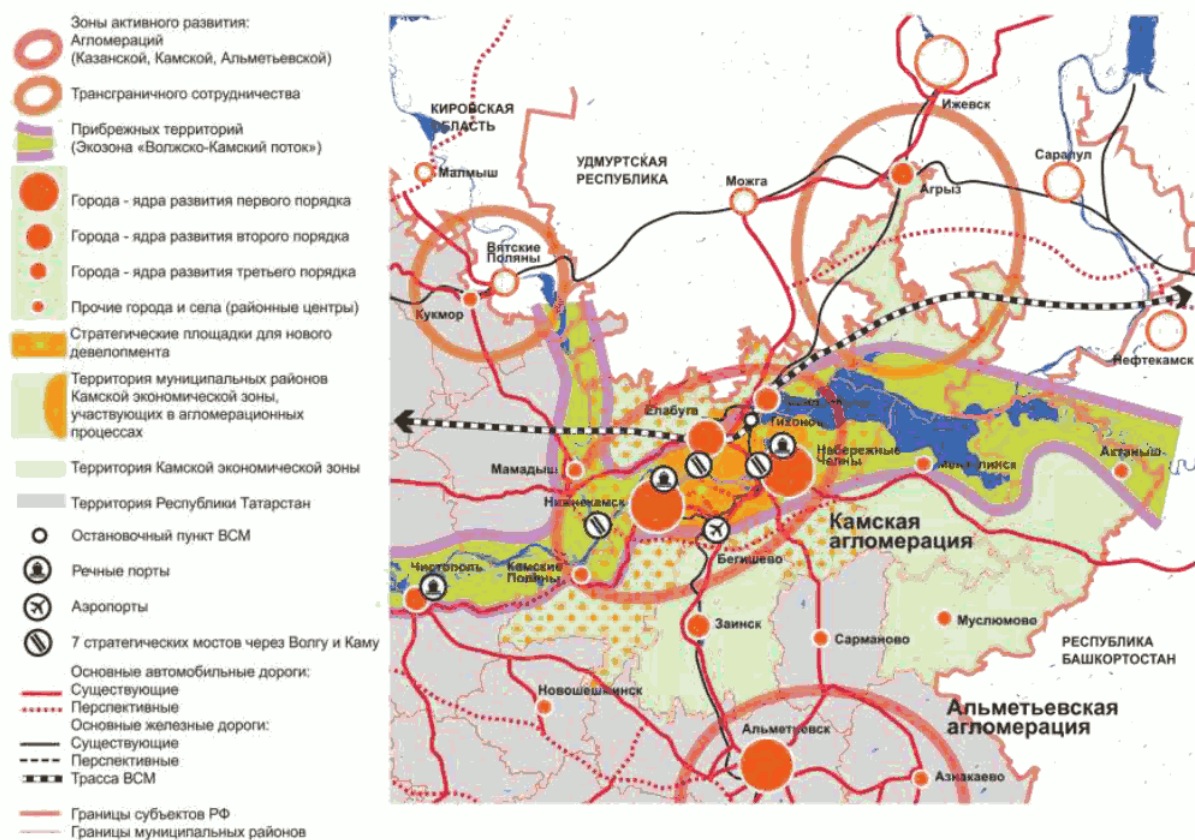 Зоны активного развития:
Агломераций
(Казанской, Камской, Альметьевской)
Трансграничного сотрудничества
Прибрежных территорий
(Экозона «Волжско-Камский поток»)
Города - ядра развития первого порядка
Города - ядра развития второго порядка
Города - ядра развития третьего порядка
Прочие города и села (районные центры)
Стратегические площадки для нового
девелопмента
Территория муниципальных районов
Камской экономической зоны,
участвующих в агломерационных
процессах
Территория Камской экономической зоны
Территория Республики Татарстан
Остановочный пункт ВСМ
Речные порты
Аэропорты
7 стратегических мостов через Волгу и Каму
Основные автомобильные дороги:
Существующие
Перспективные
Основные железные дороги:
Существующие
Перспективные
Трасса ВСМ
Границы субъектов РФ
Границы муниципальных районов
КИРОВСКАЯ
ОБЛАСТЬ
Ижевск
УДМУРТСКАЯ
РЕСПУБЛИКА
Сарапул
Малмыш
Можга
Агрыз
Вятские
Поляны
Кукмор
Нефтекамск
Елабуга
Набережные
Челны
Мамадыш
Актаныш
Нижнекамск
Камская
агломерация
Бегишево
Чистополь
Камские
Поляны
Заинск
Сарманово
Муслюмово
РЕСПУБЛИКА
БАШКОРТОСТАН
Новошешминск
Альметьевская
агломерация
Альметьевск
Азнакаево